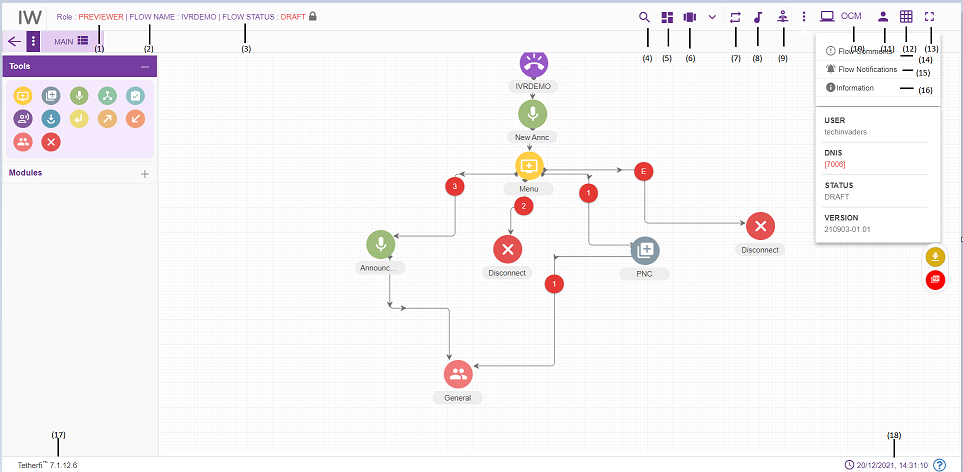 IW Role : PREVIEWER | FLOW NAME : IVRDEMO | FLOW STATUS : DRAFT OCM
(1) (2) (3) (4) (5) (6) (7) (8) (9) (10) (11) (12) (13)
MAIN
Tools
Modules
IVRDEMO
New Annc
Menu
3
2
1
E
Announc...
Disconnect
PNC
Disconnect
1
General
Flow Comments (14)
Flow Notifications (15)
Information (16)
USER
techinvaders
DNIS
[7006]
STATUS
DRAFT
VERSION
210903-01.01
(17) (18)
Tetherfi™ 7.1.12.6 20/12/2021, 14:31:10 ?